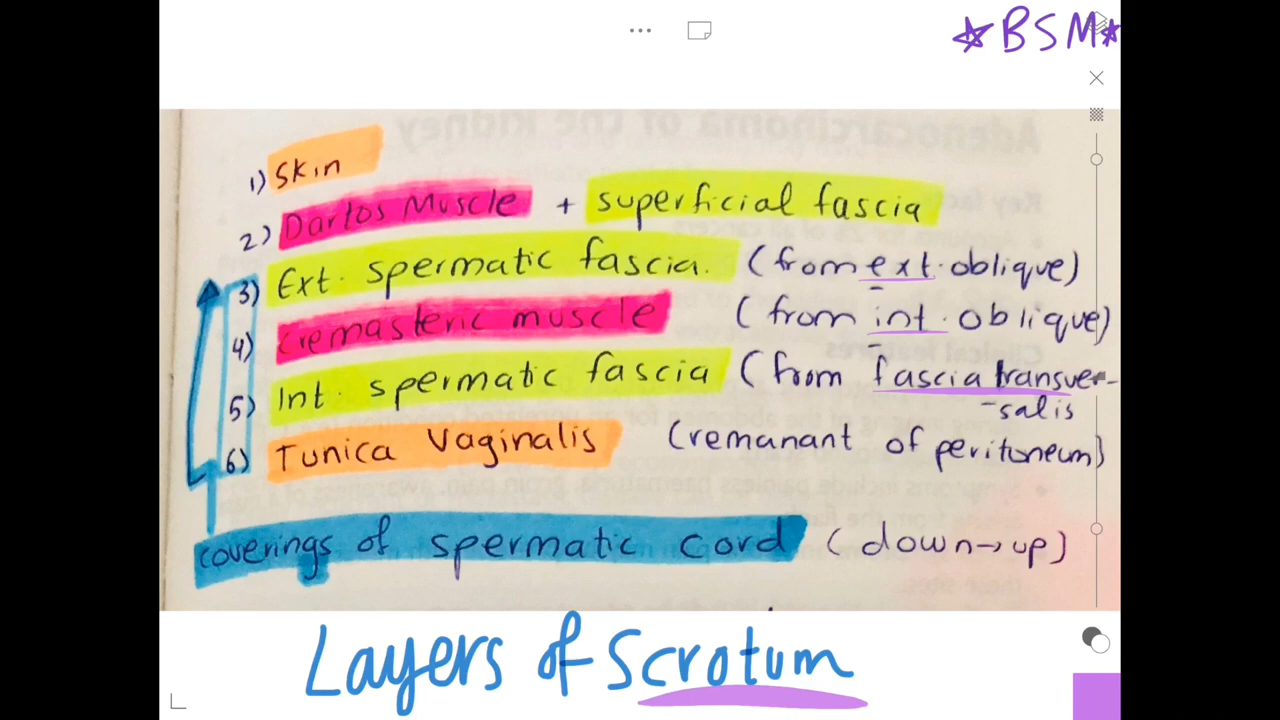 ☆BSM☆
1) Skin
2) Dartos Muscle + superficial fascia
3) Ext. spermatic fascia. (from ext. oblique)
4) Cremasteric muscle (from int. oblique)
5) Int. spermatic fascia (from fascia transver-
-salis
6) Tunica Vaginalis (remanant of peritoneum)
coverings of spermatic cord (down→up)
Layers of Scrotum